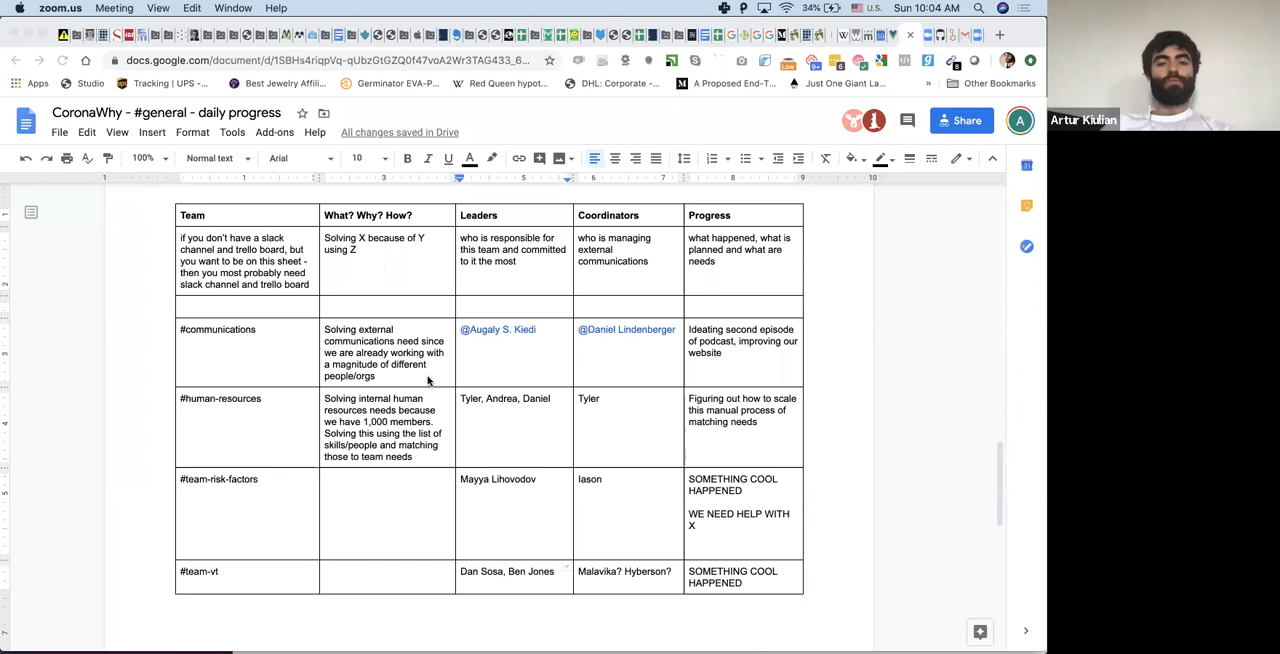 zoom.us Meeting View Edit Window Help
34% U.S. Sun 10:04 AM
docs.google.com/document/d/1SBHs4riqpVq-qUbzGtGZQ0f47voA2Wr3TAG433_6...
Apps Studio Tracking | UPS -... Best Jewelry Affili... Germinator EVA-P... Red Queen hypot... DHL: Corporate -... A Proposed End-T... Just One Giant La... » Other Bookmarks
CoronaWhy - #general - daily progress
File Edit View Insert Format Tools Add-ons Help All changes saved in Drive
Share
A
100% Normal text Arial 10
Team What? Why? How? Leaders Coordinators Progress
if you don't have a slack
channel and trello board, but
you want to be on this sheet -
then you most probably need
slack channel and trello board
Solving X because of Y
using Z
who is responsible for
this team and committed
to it the most
who is managing
external
communications
what happened, what is
planned and what are
needs
#communications
Solving external
communications need since
we are already working with
a magnitude of different
people/orgs
@Augaly S. Kiedi
@Daniel Lindenberger
Ideating second episode
of podcast, improving our
website
#human-resources
Solving internal human
resources needs because
we have 1,000 members.
Solving this using the list of
skills/people and matching
those to team needs
Tyler, Andrea, Daniel
Tyler
Figuring out how to scale
this manual process of
matching needs
#team-risk-factors
Mayya Lihovodov
Iason
SOMETHING COOL
HAPPENED
WE NEED HELP WITH
X
#team-vt
Dan Sosa, Ben Jones
Malavika? Hyberson?
SOMETHING COOL
HAPPENED
Artur Kiulian